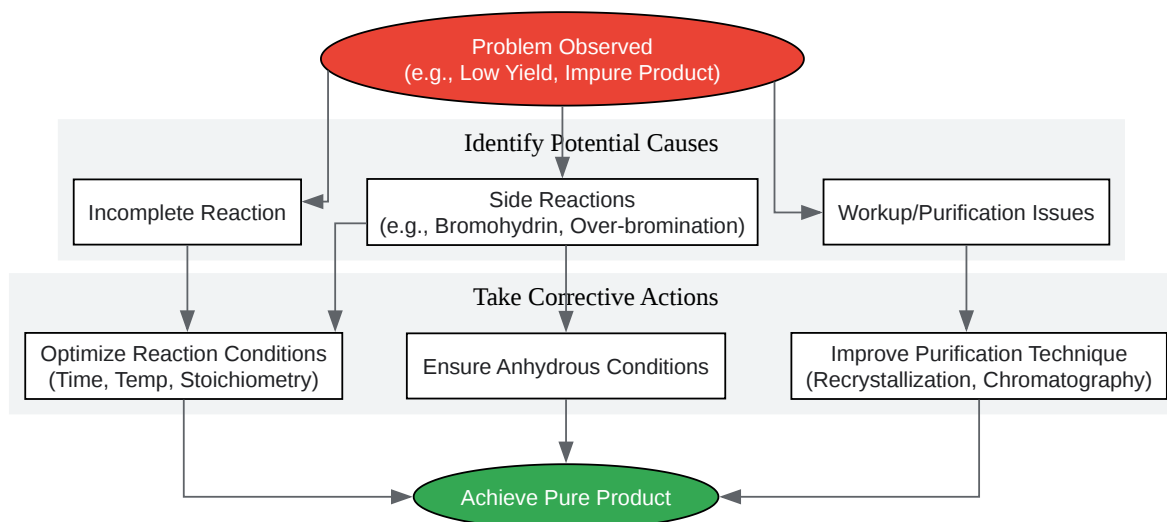 Problem Observed
(e.g., Low Yield, Impure Product)
Identify Potential Causes
Incomplete Reaction
Side Reactions
(e.g., Bromohydrin, Over-bromination)
Workup/Purification Issues
Take Corrective Actions
Optimize Reaction Conditions
(Time, Temp, Stoichiometry)
Ensure Anhydrous Conditions
Improve Purification Technique
(Recrystallization, Chromatography)
Achieve Pure Product